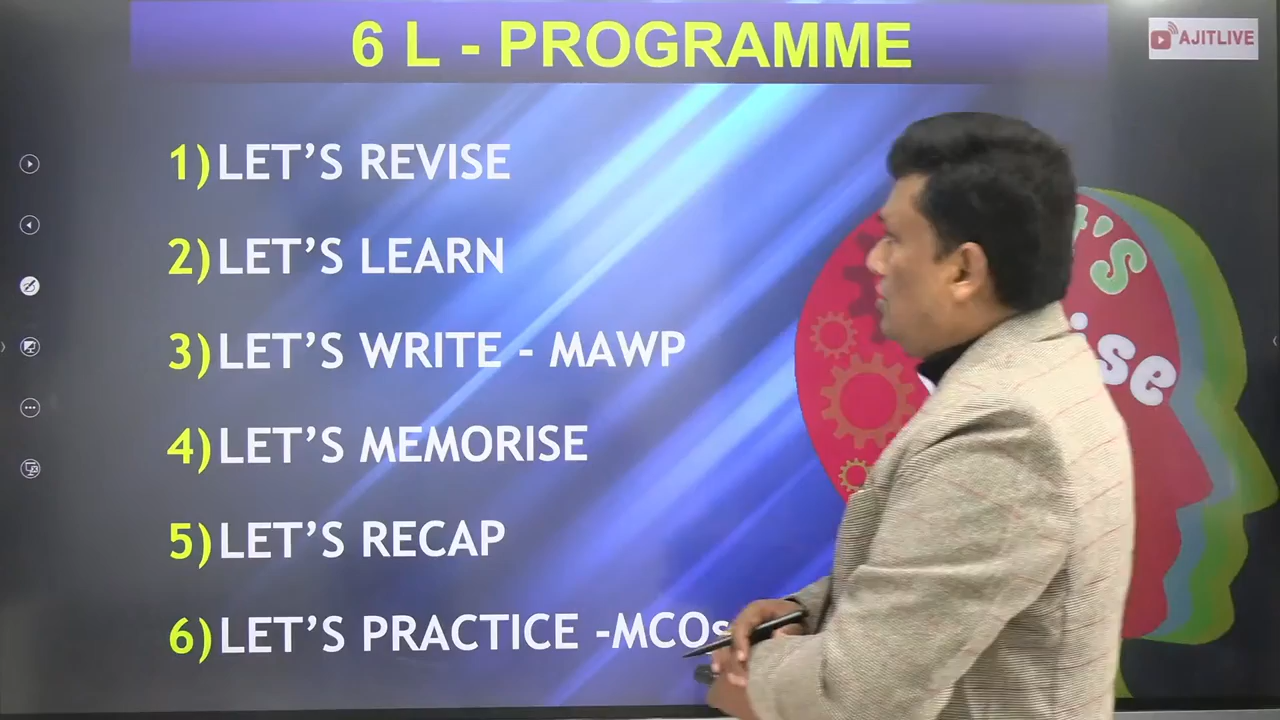 6 L - PROGRAMME
AJITLIVE
1) LET'S REVISE
2) LET'S LEARN
3) LET'S WRITE - MAWP
4) LET'S MEMORISE
5) LET'S RECAP
6) LET'S PRACTICE -MCQs